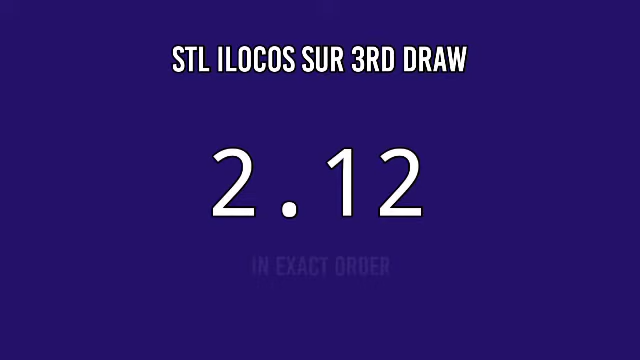 STL ILOCOS SUR 3RD DRAW
2.12
IN EXACT ORDER